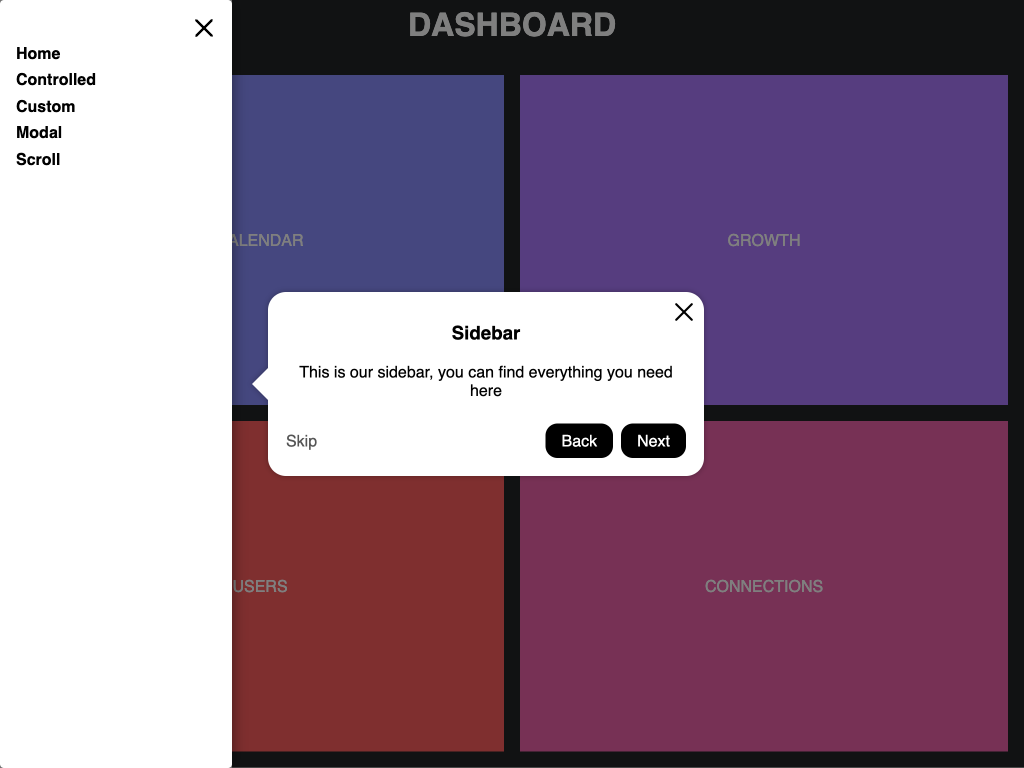 DASHBOARD
Home
Controlled
Custom
Modal
Scroll
ALENDAR
GROWTH
Sidebar
This is our sidebar, you can find everything you need
here
Skip
Back
Next
USERS
CONNECTIONS